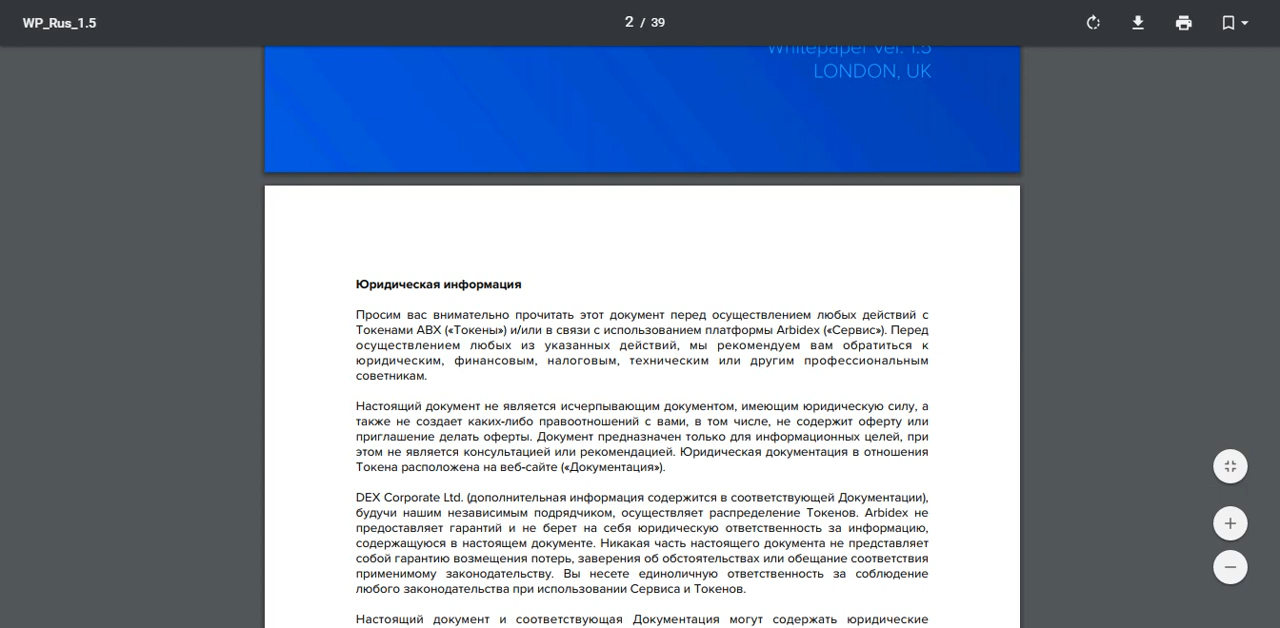 WP_Rus_1.5
2 / 39
Whitepaper Ver. 1.5
LONDON, UK
Юридическая информация
Просим вас внимательно прочитать этот документ перед осуществлением любых действий с
Токенами ABX («Токены») и/или в связи с использованием платформы Arbidex («Сервис»). Перед
осуществлением любых из указанных действий, мы рекомендуем вам обратиться к
юридическим, финансовым, налоговым, техническим или другим профессиональным
советникам.
Настоящий документ не является исчерпывающим документом, имеющим юридическую силу, а
также не создает каких-либо правоотношений с вами, в том числе, не содержит оферту или
приглашение делать оферты. Документ предназначен только для информационных целей, при
этом не является консультацией или рекомендацией. Юридическая документация в отношении
Токена расположена на веб-сайте («Документация»).
DEX Corporate Ltd. (дополнительная информация содержится в соответствующей Документации),
будучи нашим независимым подрядчиком, осуществляет распределение Токенов. Arbidex не
предоставляет гарантий и не берет на себя юридическую ответственность за информацию,
содержащуюся в настоящем документе. Никакая часть настоящего документа не представляет
собой гарантию возмещения потерь, заверения об обстоятельствах или обещание соответствия
применимому законодательству. Вы несете единоличную ответственность за соблюдение
любого законодательства при использовании Сервиса и Токенов.
Настоящий документ и соответствующая Документация могут содержать юридические